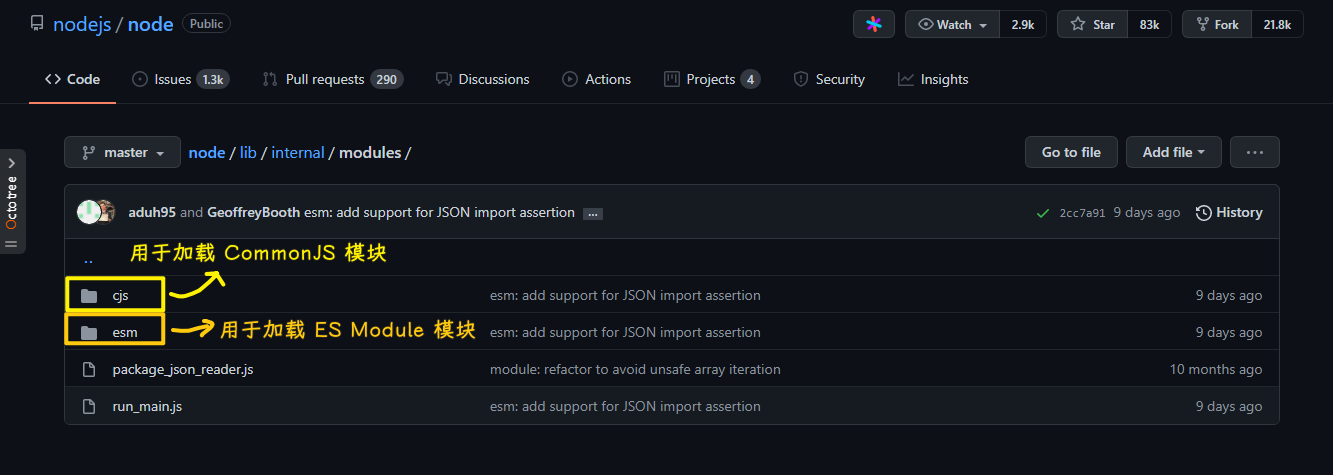 nodejs / node Public Watch 2.9k Star 83k Fork 21.8k
<> Code Issues 1.3k Pull requests 290 Discussions Actions Projects 4 Security Insights
master node / lib / internal / modules / Go to file Add file ...
Octotree
aduh95 and GeoffreyBooth esm: add support for JSON import assertion ... 2cc7a91 9 days ago History
.. 用于加载 CommonJS 模块
cjs esm: add support for JSON import assertion 9 days ago
esm 用于加载 ES Module 模块 esm: add support for JSON import assertion 9 days ago
package_json_reader.js module: refactor to avoid unsafe array iteration 10 months ago
run_main.js esm: add support for JSON import assertion 9 days ago